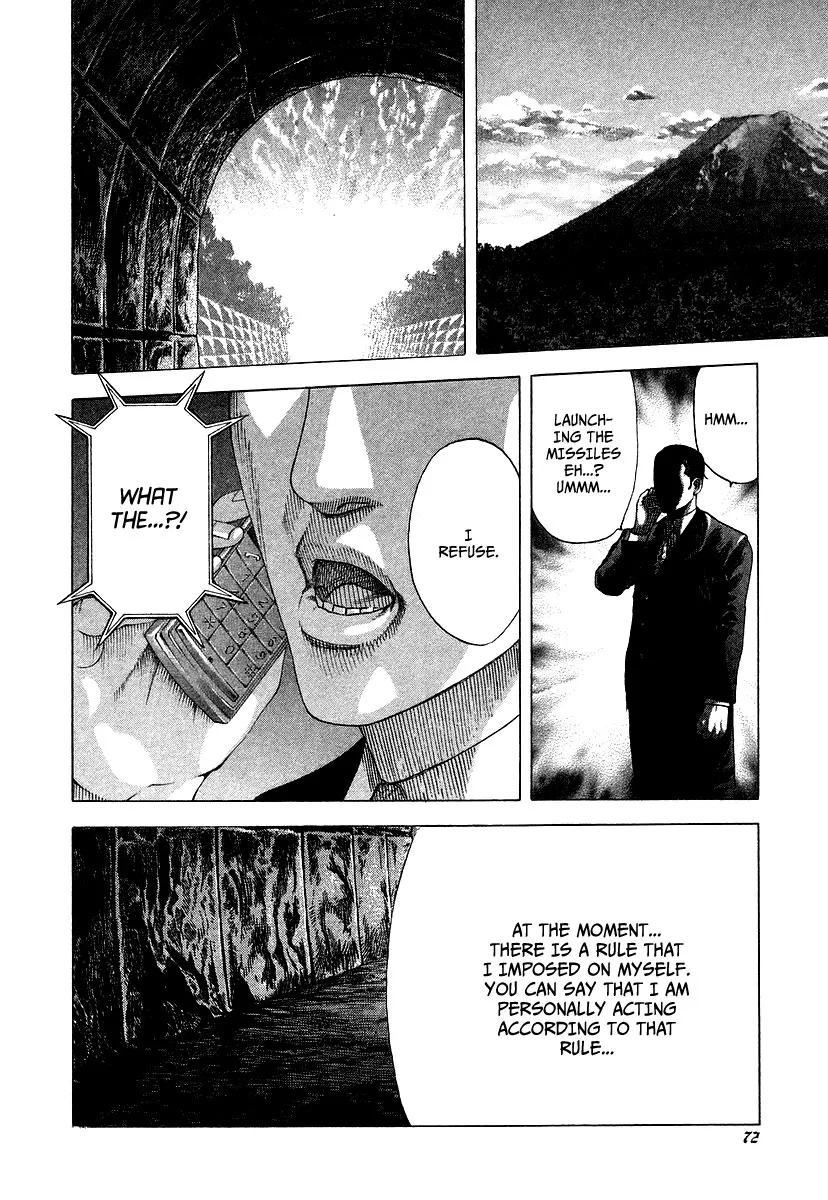 HMM...
LAUNCH-
ING THE
MISSILES
EH...?
UMMM...
I
REFUSE.
WHAT
THE...?!
AT THE MOMENT...
THERE IS A RULE THAT
I IMPOSED ON MYSELF.
YOU CAN SAY THAT I AM
PERSONALLY ACTING
ACCORDING TO THAT
RULE...
72